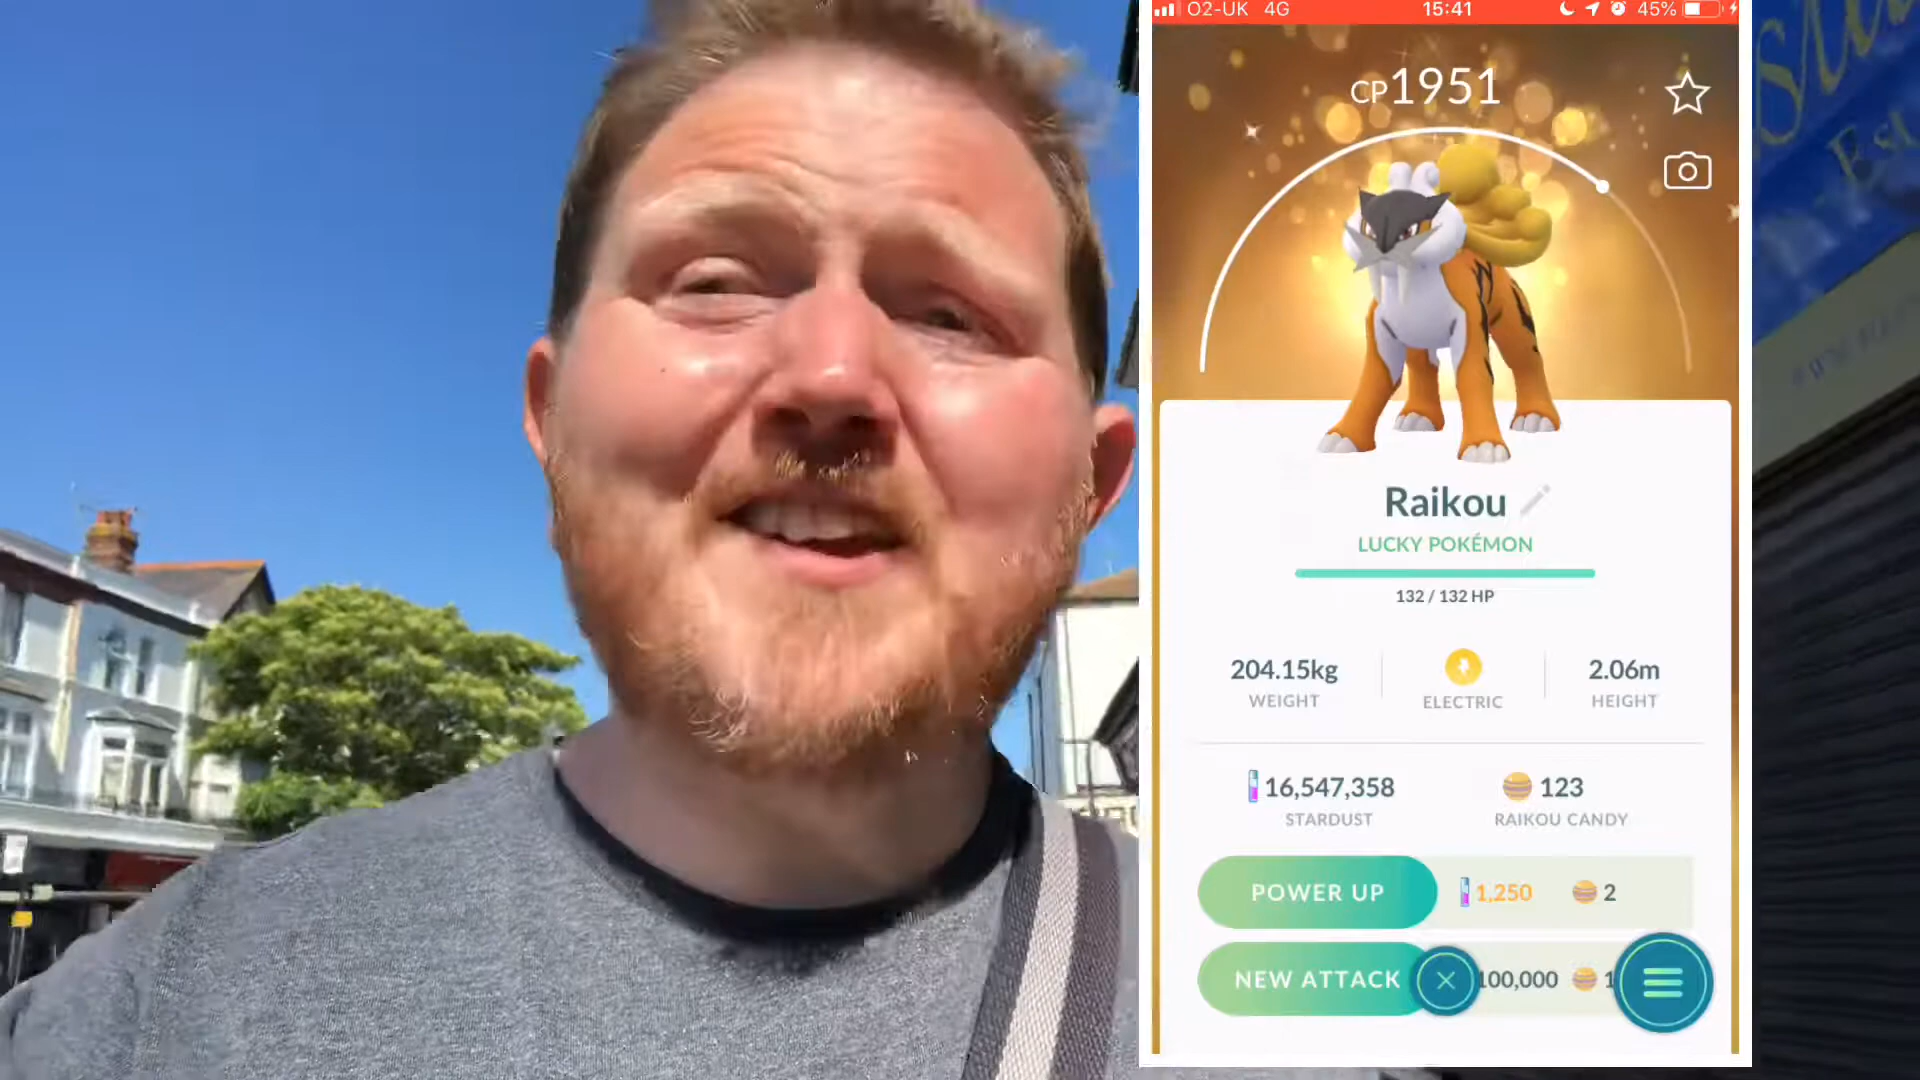 O2-UK 4G 15:41 45%
CP1951
Raikou
LUCKY POKÉMON
132 / 132 HP
204.15kg
WEIGHT
ELECTRIC
2.06m
HEIGHT
16,547,358
STARDUST
123
RAIKOU CANDY
POWER UP 1,250 2
NEW ATTACK 100,000